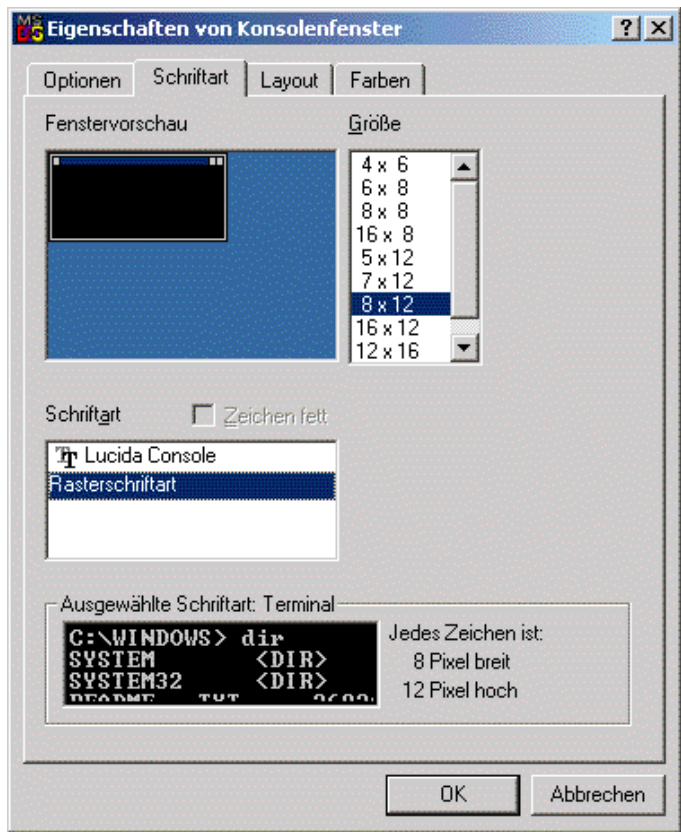 Eigenschaften von Konsolenfenster
Optionen
Schriftart
Layout
Farben
Fenstervorschau
Größe
4 x 6
6 x 8
8 x 8
16 x 8
5 x 12
7 x 12
8 x 12
16 x 12
12 x 16
Schriftart
Zeichen fett
Lucida Console
Rasterschriftart
Ausgewählte Schriftart: Terminal
C:\WINDOWS> dir
SYSTEM <DIR>
SYSTEM32 <DIR>
README TXT
Jedes Zeichen ist:
8 Pixel breit
12 Pixel hoch
OK
Abbrechen